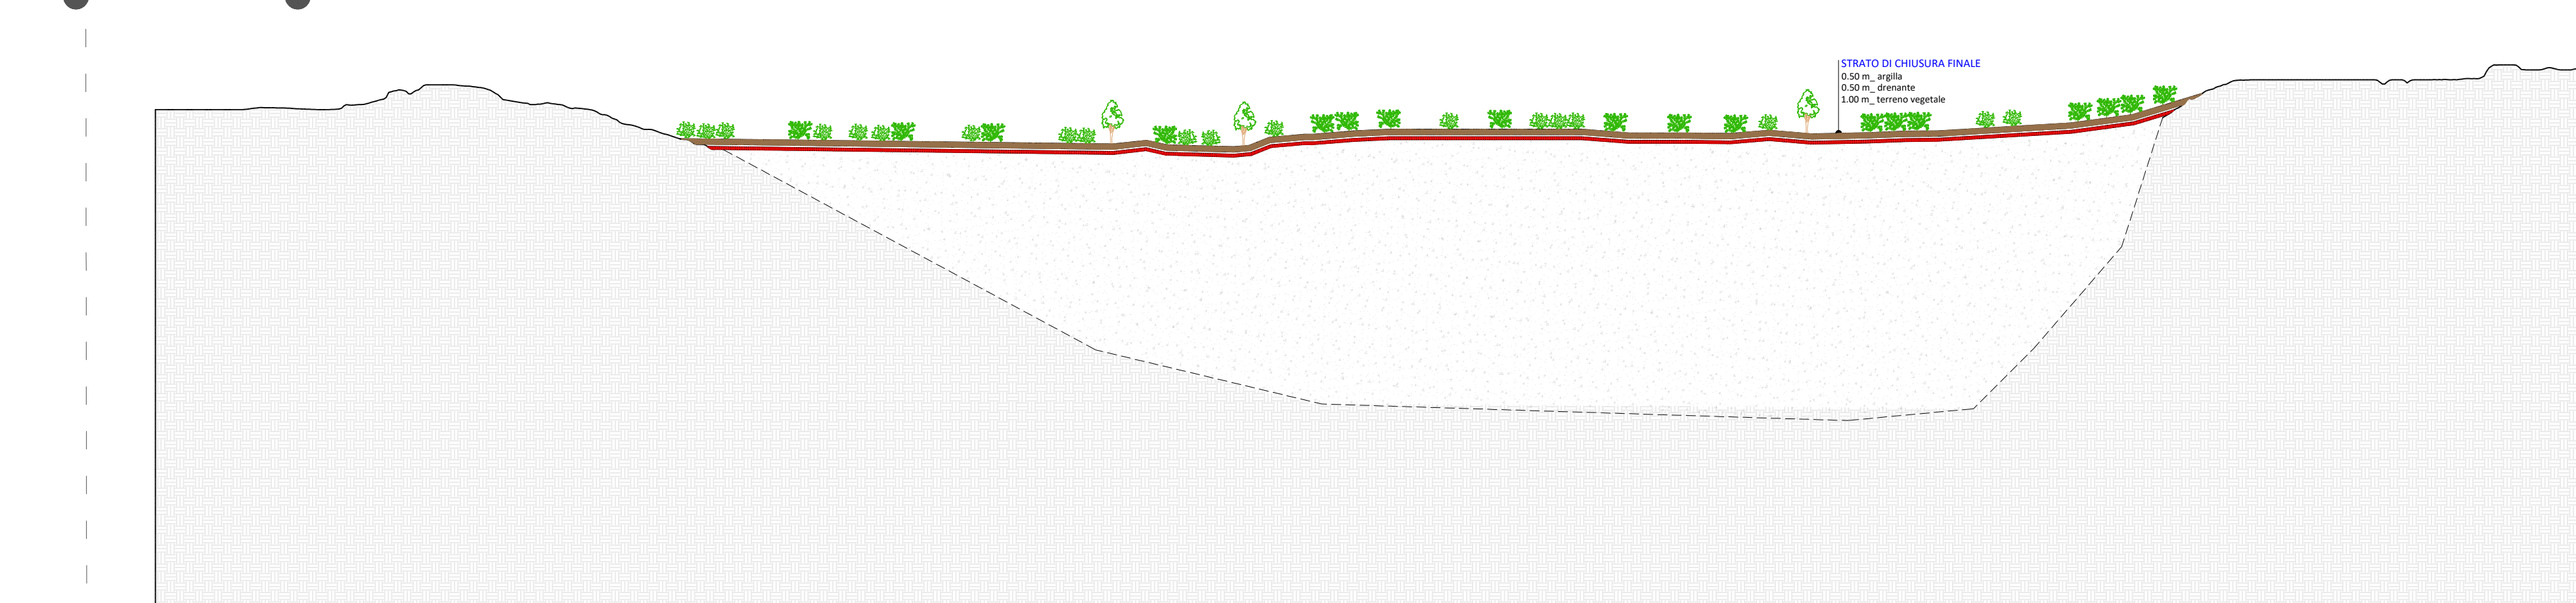 STRATO DI CHIUSURA FINALE
0.50 m_ argilla
0.50 m_ drenante
1.00 m_ terreno vegetale